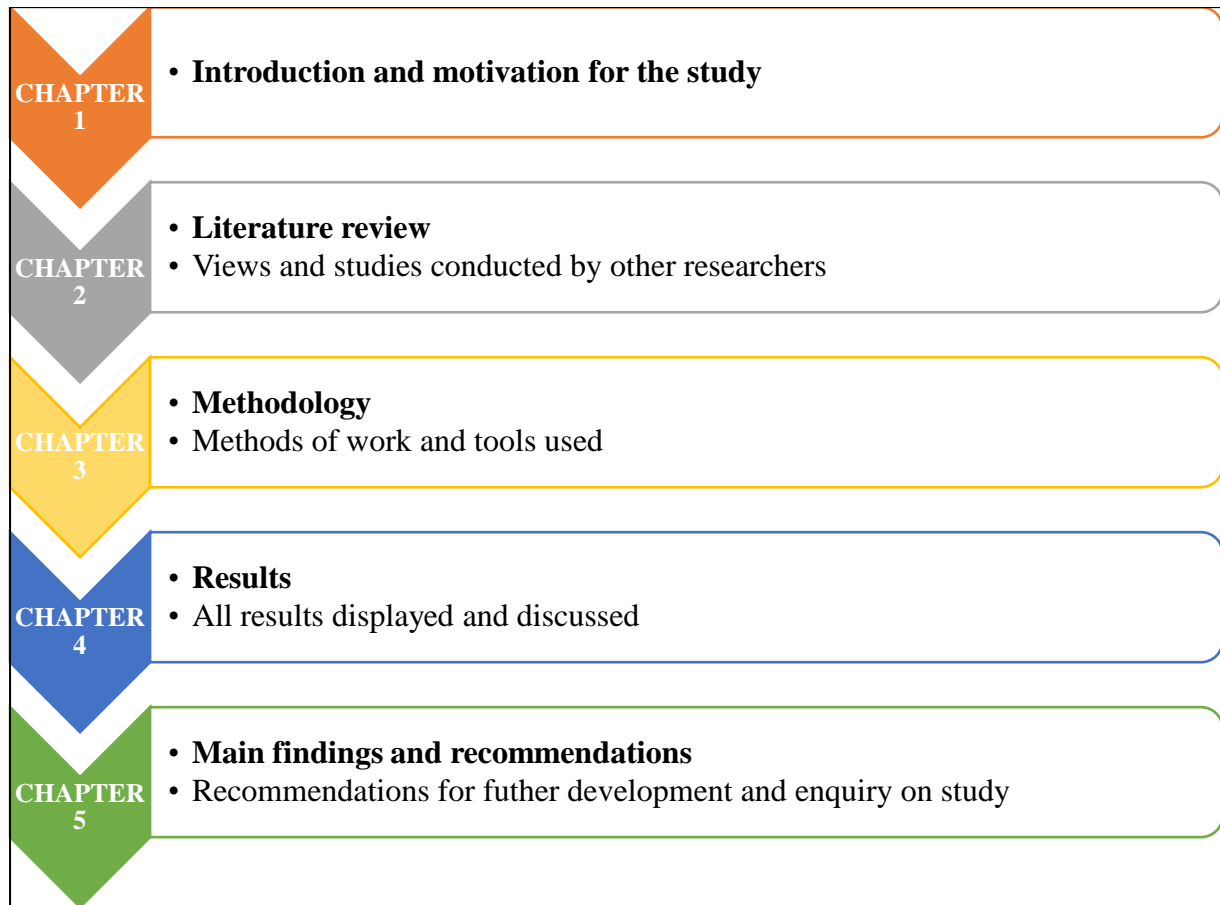 CHAPTER
1
• Introduction and motivation for the study
CHAPTER
2
• Literature review
• Views and studies conducted by other researchers
CHAPTER
3
• Methodology
• Methods of work and tools used
CHAPTER
4
• Results
• All results displayed and discussed
CHAPTER
5
• Main findings and recommendations
• Recommendations for futher development and enquiry on study